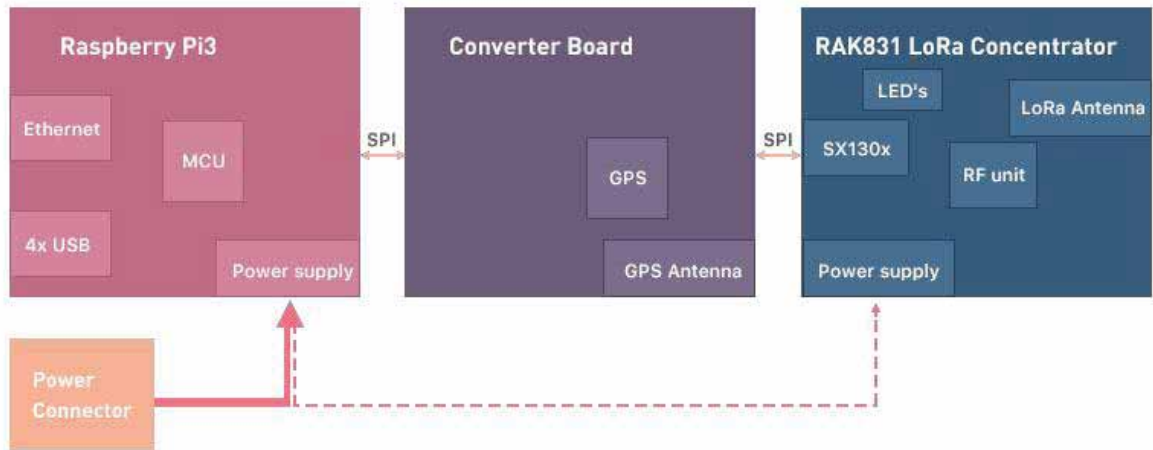 Raspberry Pi3
Ethernet
MCU
4x USB
Power supply
SPI
Converter Board
GPS
GPS Antenna
SPI
RAK831 LoRa Concentrator
LED's
LoRa Antenna
SX130x
RF unit
Power supply
Power
Connector